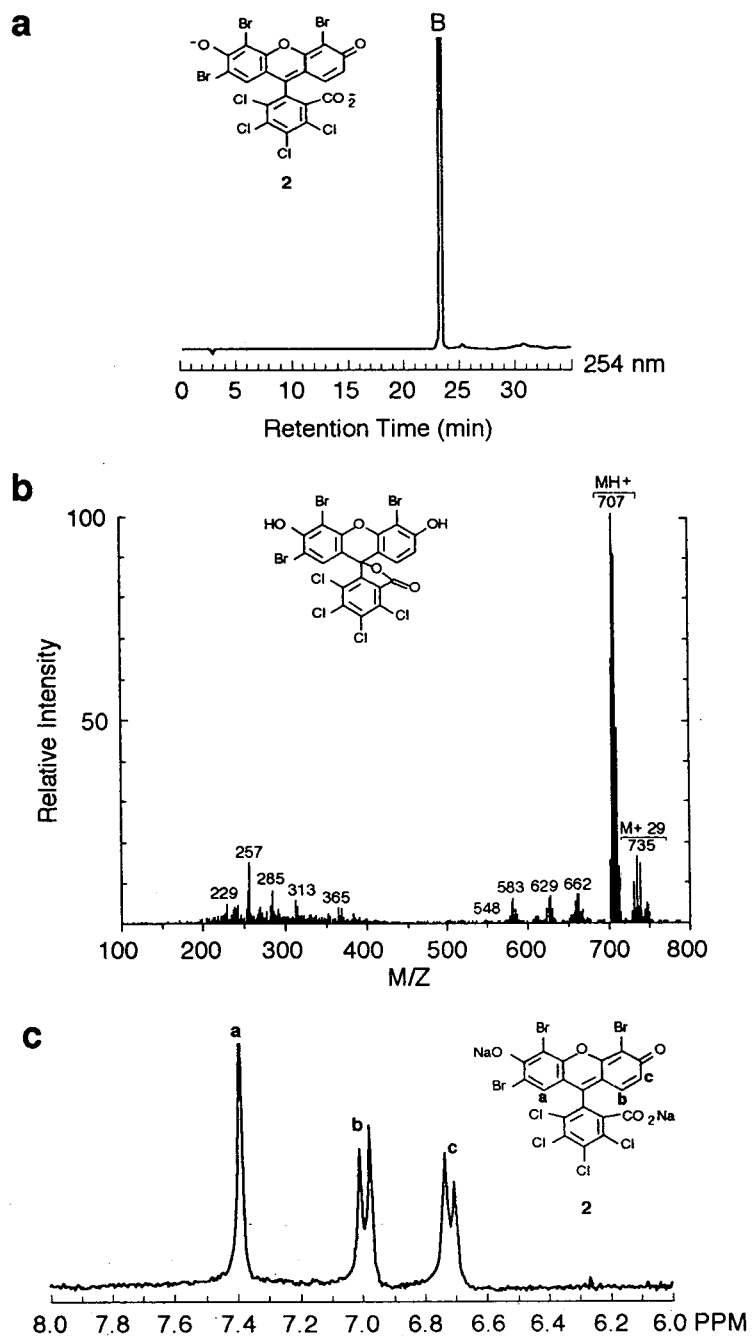 a
Br Br
⁻O O O
Br
Cl CO₂⁻
Cl Cl
Cl
2
B
254 nm
0 5 10 15 20 25 30
Retention Time (min)
b
MH+
707
100
Br Br
HO O OH
Br
O
Cl O
Cl Cl
Cl
Relative Intensity
50
M+ 29
735
257
229 285 313 365
548 583 629 662
100 200 300 400 500 600 700 800
M/Z
c
a
Br Br
NaO O O
Br c
a b
Cl CO₂Na
Cl Cl
Cl
2
b
c
8.0 7.8 7.6 7.4 7.2 7.0 6.8 6.6 6.4 6.2 6.0 PPM